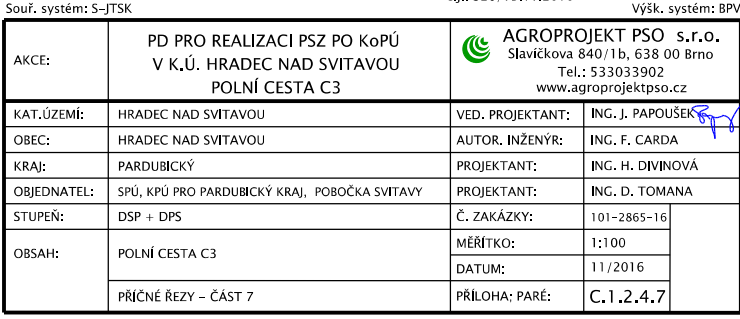 Souř. systém: S-JTSK
Výšk. systém: BPV
AKCE:
PD PRO REALIZACI PSZ PO KoPÚ
V K.Ú. HRADEC NAD SVITAVOU
POLNÍ CESTA C3
AGROPROJEKT PSO s.r.o.
Slavíčkova 840/1b, 638 00 Brno
Tel.: 533033902
www.agroprojektpso.cz
KAT.ÚZEMÍ: HRADEC NAD SVITAVOU
VED. PROJEKTANT: ING. J. PAPOUŠEK
OBEC: HRADEC NAD SVITAVOU
AUTOR. INŽENÝR: ING. F. CARDA
KRAJ: PARDUBICKÝ
PROJEKTANT: ING. H. DIVINOVÁ
OBJEDNATEL: SPÚ, KPÚ PRO PARDUBICKÝ KRAJ, POBOČKA SVITAVY
PROJEKTANT: ING. D. TOMANA
STUPEŇ: DSP + DPS
Č. ZAKÁZKY: 101-2865-16
OBSAH: POLNÍ CESTA C3
MĚŘÍTKO: 1:100
DATUM: 11/2016
PŘÍČNÉ ŘEZY - ČÁST 7
PŘÍLOHA; PARÉ: C.1.2.4.7